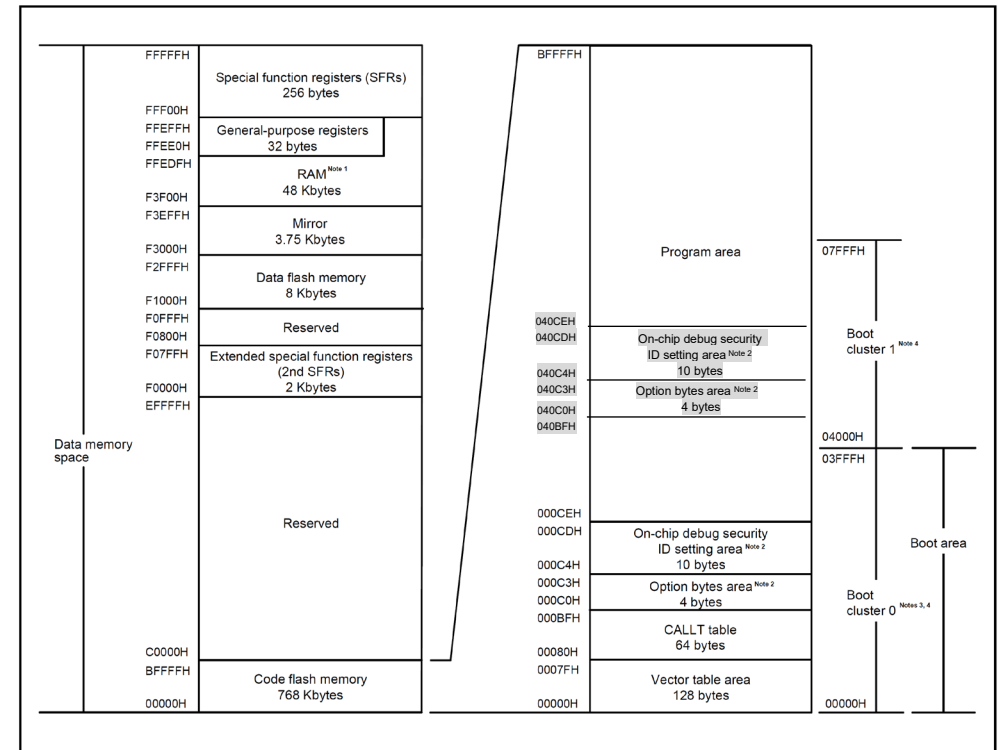 FFFFFH
Special function registers (SFRs)
256 bytes
FFF00H
FFEFFH
General-purpose registers
32 bytes
FFEE0H
FFEDFH
RAM Note 1
48 Kbytes
F3F00H
F3EFFH
Mirror
3.75 Kbytes
F3000H
F2FFFH
Data flash memory
8 Kbytes
F1000H
F0FFFH
Reserved
F0800H
F07FFH
Extended special function registers
(2nd SFRs)
2 Kbytes
F0000H
EFFFFH
Data memory
space
Reserved
C0000H
BFFFFH
Code flash memory
768 Kbytes
00000H
BFFFFH
Program area
040CEH
040CDH
On-chip debug security
ID setting area Note 2
10 bytes
040C4H
040C3H
Option bytes area Note 2
4 bytes
040C0H
040BFH
000CEH
000CDH
On-chip debug security
ID setting area Note 2
10 bytes
000C4H
000C3H
Option bytes area Note 2
4 bytes
000C0H
000BFH
CALLT table
64 bytes
00080H
0007FH
Vector table area
128 bytes
00000H
07FFFH
Boot
cluster 1 Note 4
04000H
03FFFH
Boot area
Boot
cluster 0 Notes 3, 4
00000H